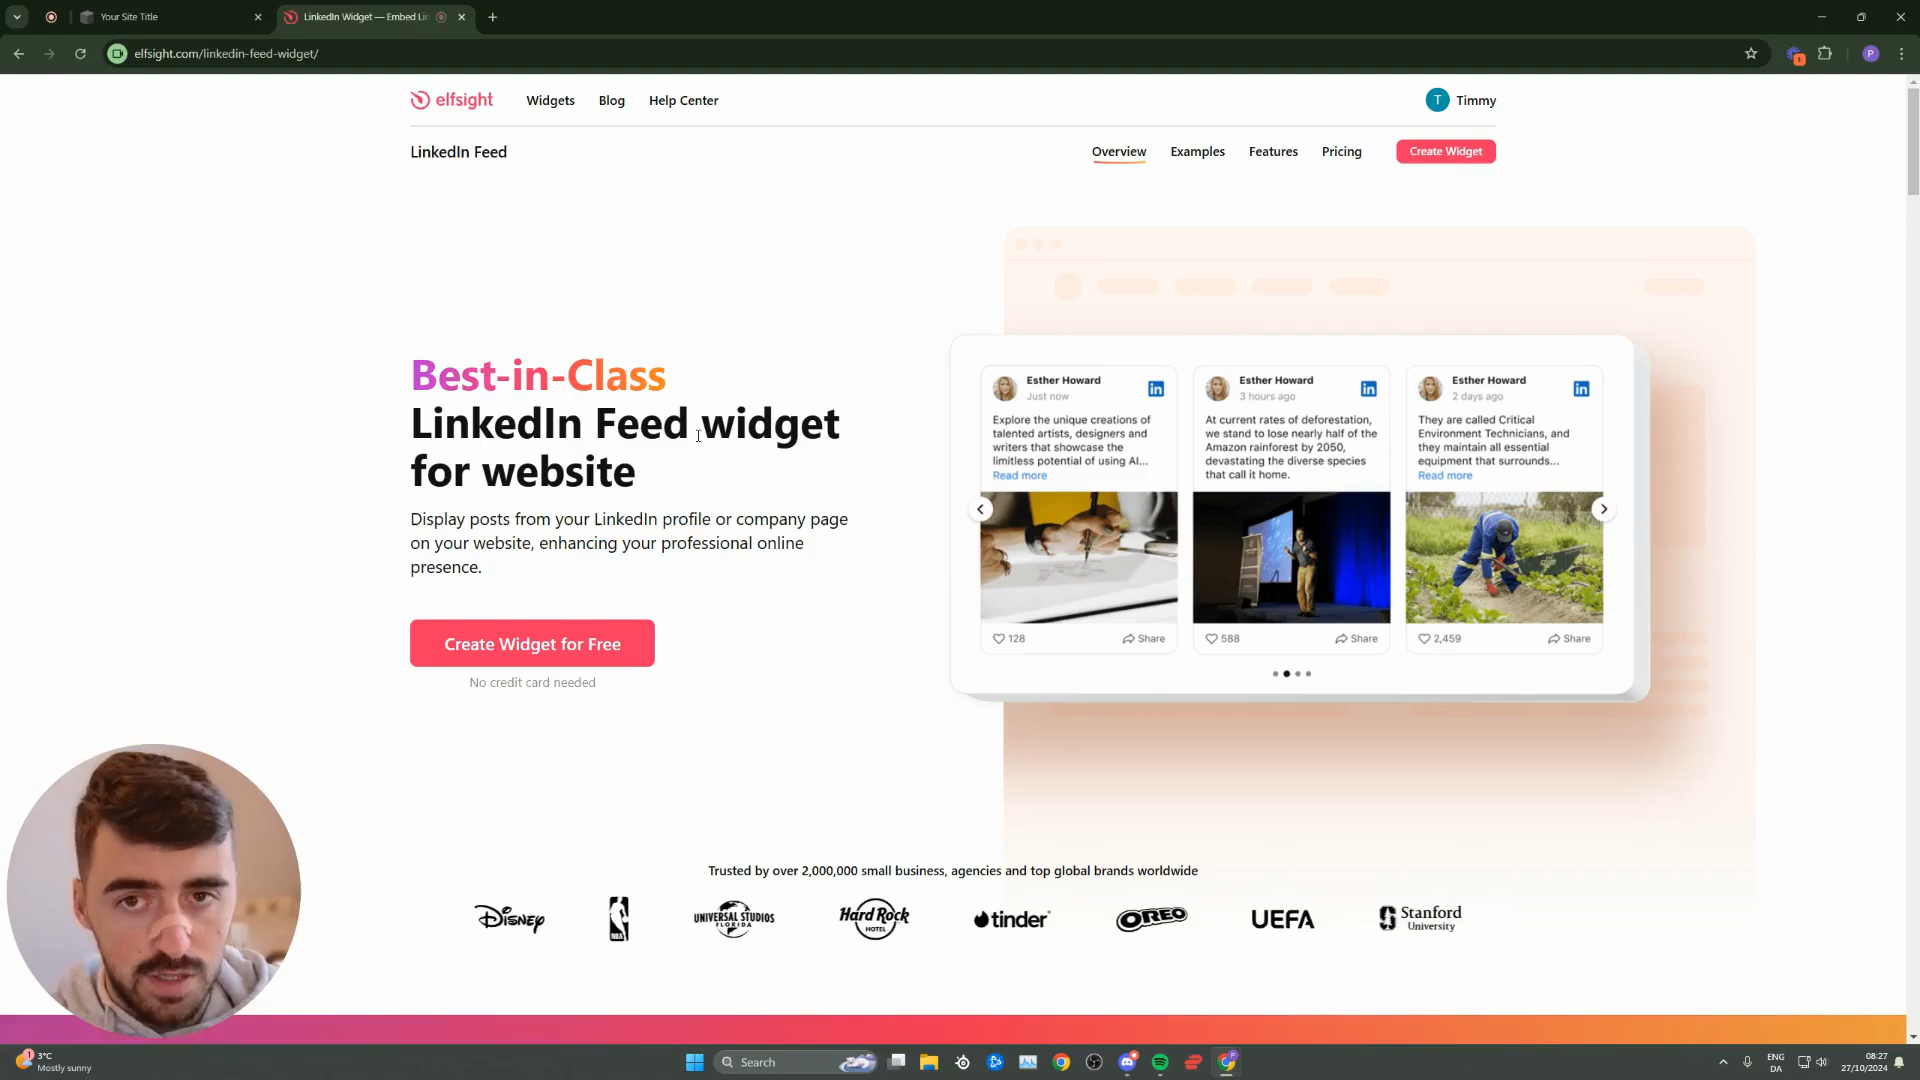 Your Site Title
LinkedIn Widget — Embed Lin
elfsight.com/linkedin-feed-widget/
P
elfsight
Widgets
Blog
Help Center
T
Timmy
LinkedIn Feed
Overview
Examples
Features
Pricing
Create Widget
Best-in-Class
LinkedIn Feed widget
for website
Display posts from your LinkedIn profile or company page
on your website, enhancing your professional online
presence.
Create Widget for Free
No credit card needed
Esther Howard
Just now
in
Explore the unique creations of
talented artists, designers and
writers that showcase the
limitless potential of using AI...
Read more
128
Share
Esther Howard
3 hours ago
in
At current rates of deforestation,
we stand to lose nearly half of the
Amazon rainforest by 2050,
devastating the diverse species
that call it home.
588
Share
Esther Howard
2 days ago
in
They are called Critical
Environment Technicians, and
they maintain all essential
equipment that surrounds...
Read more
2,459
Share
Trusted by over 2,000,000 small business, agencies and top global brands worldwide
DISNEY
NBA
UNIVERSAL STUDIOS
FLORIDA
Hard Rock
HOTEL
tinder
OREO
UEFA
Stanford
University
1
3°C
Mostly sunny
Search
ENG
DA
08:27
27/10/2024